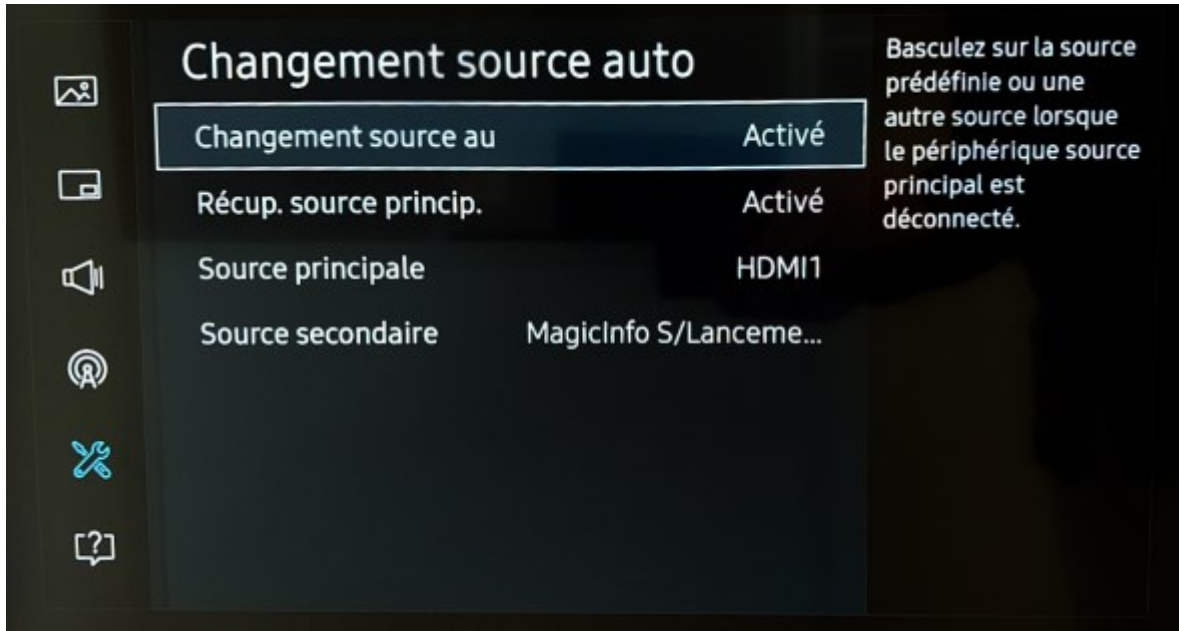 Changement source auto
Changement source au Activé
Récup. source princip. Activé
Source principale HDMI1
Source secondaire MagicInfo S/Lanceme...
Basculez sur la source
prédéfinie ou une
autre source lorsque
le périphérique source
principal est
déconnecté.